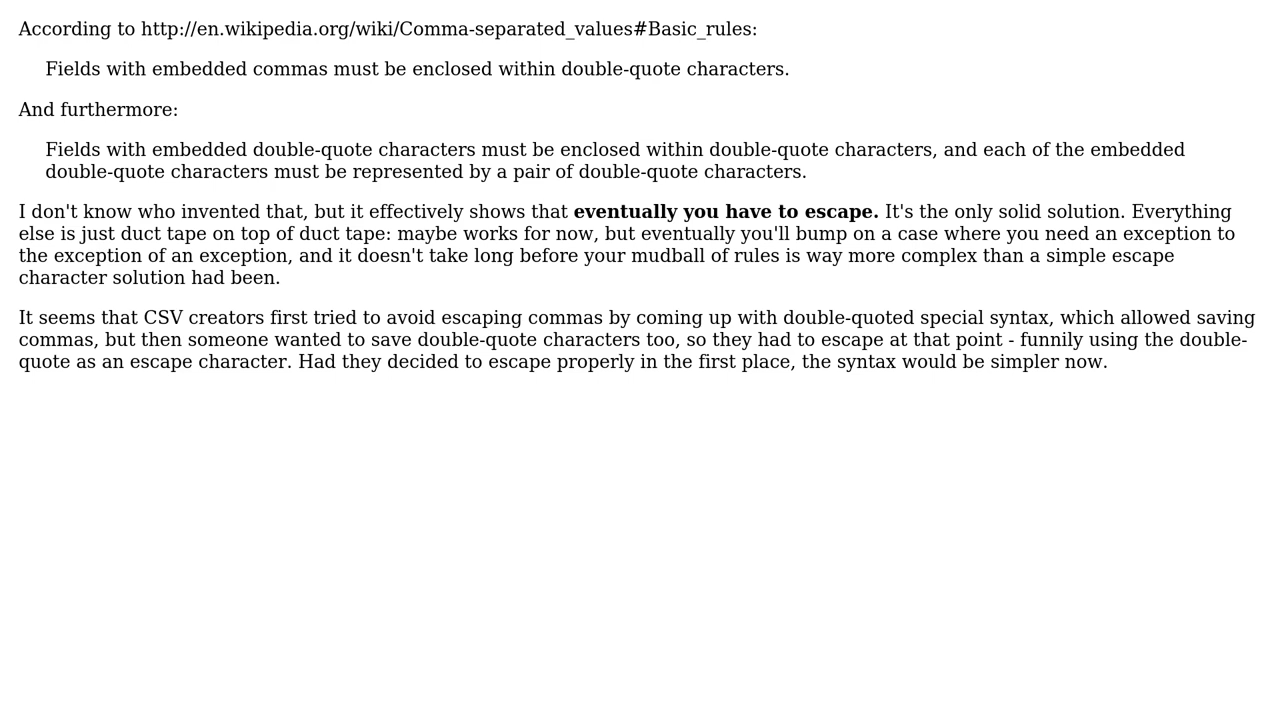 According to http://en.wikipedia.org/wiki/Comma-separated_values#Basic_rules:
Fields with embedded commas must be enclosed within double-quote characters.
And furthermore:
Fields with embedded double-quote characters must be enclosed within double-quote characters, and each of the embedded
double-quote characters must be represented by a pair of double-quote characters.
I don't know who invented that, but it effectively shows that eventually you have to escape. It's the only solid solution. Everything
else is just duct tape on top of duct tape: maybe works for now, but eventually you'll bump on a case where you need an exception to
the exception of an exception, and it doesn't take long before your mudball of rules is way more complex than a simple escape
character solution had been.
It seems that CSV creators first tried to avoid escaping commas by coming up with double-quoted special syntax, which allowed saving
commas, but then someone wanted to save double-quote characters too, so they had to escape at that point - funnily using the double-
quote as an escape character. Had they decided to escape properly in the first place, the syntax would be simpler now.